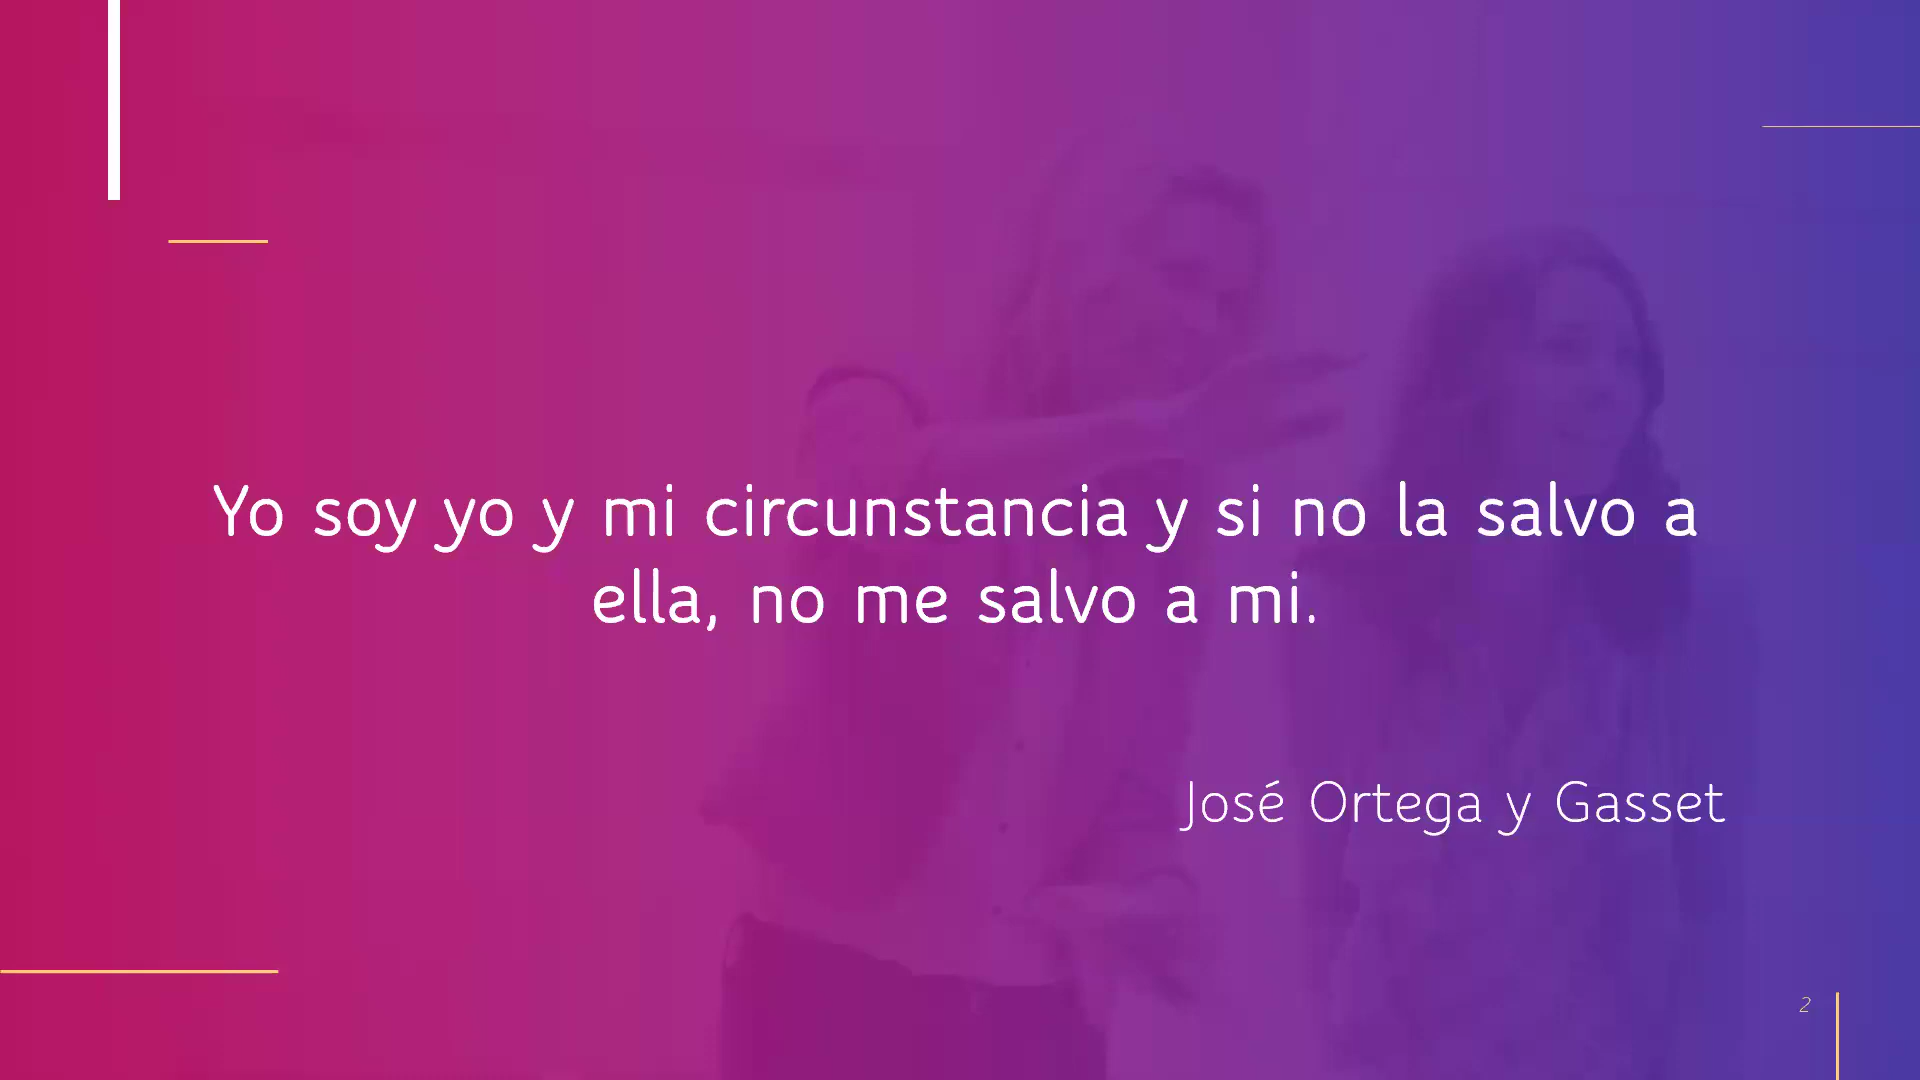 Yo soy yo y mi circunstancia y si no la salvo a
ella, no me salvo a mi.
José Ortega y Gasset
2